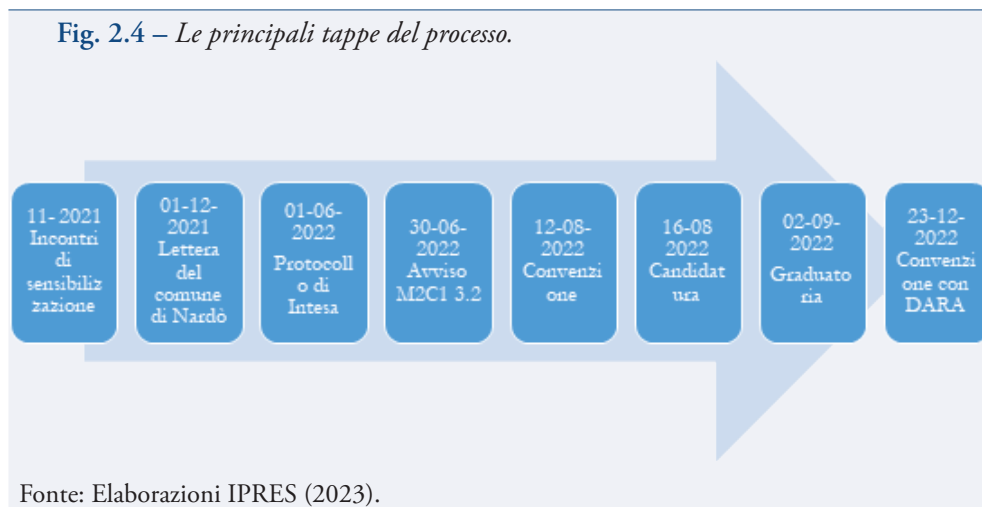 Fig. 2.4 – Le principali tappe del processo.
11- 2021
Incontri
di
sensibiliz
zazione
01-12-
2021
Lettera
del
comune
di Nardò
01-06-
2022
Protocoll
o di
Intesa
30-06-
2022
Avviso
M2C1 3.2
12-08-
2022
Convenzi
one
16-08
2022
Candidat
ura
02-09-
2022
Graduato
ria
23-12-
2022
Convenzi
one con
DARA
Fonte: Elaborazioni IPRES (2023).